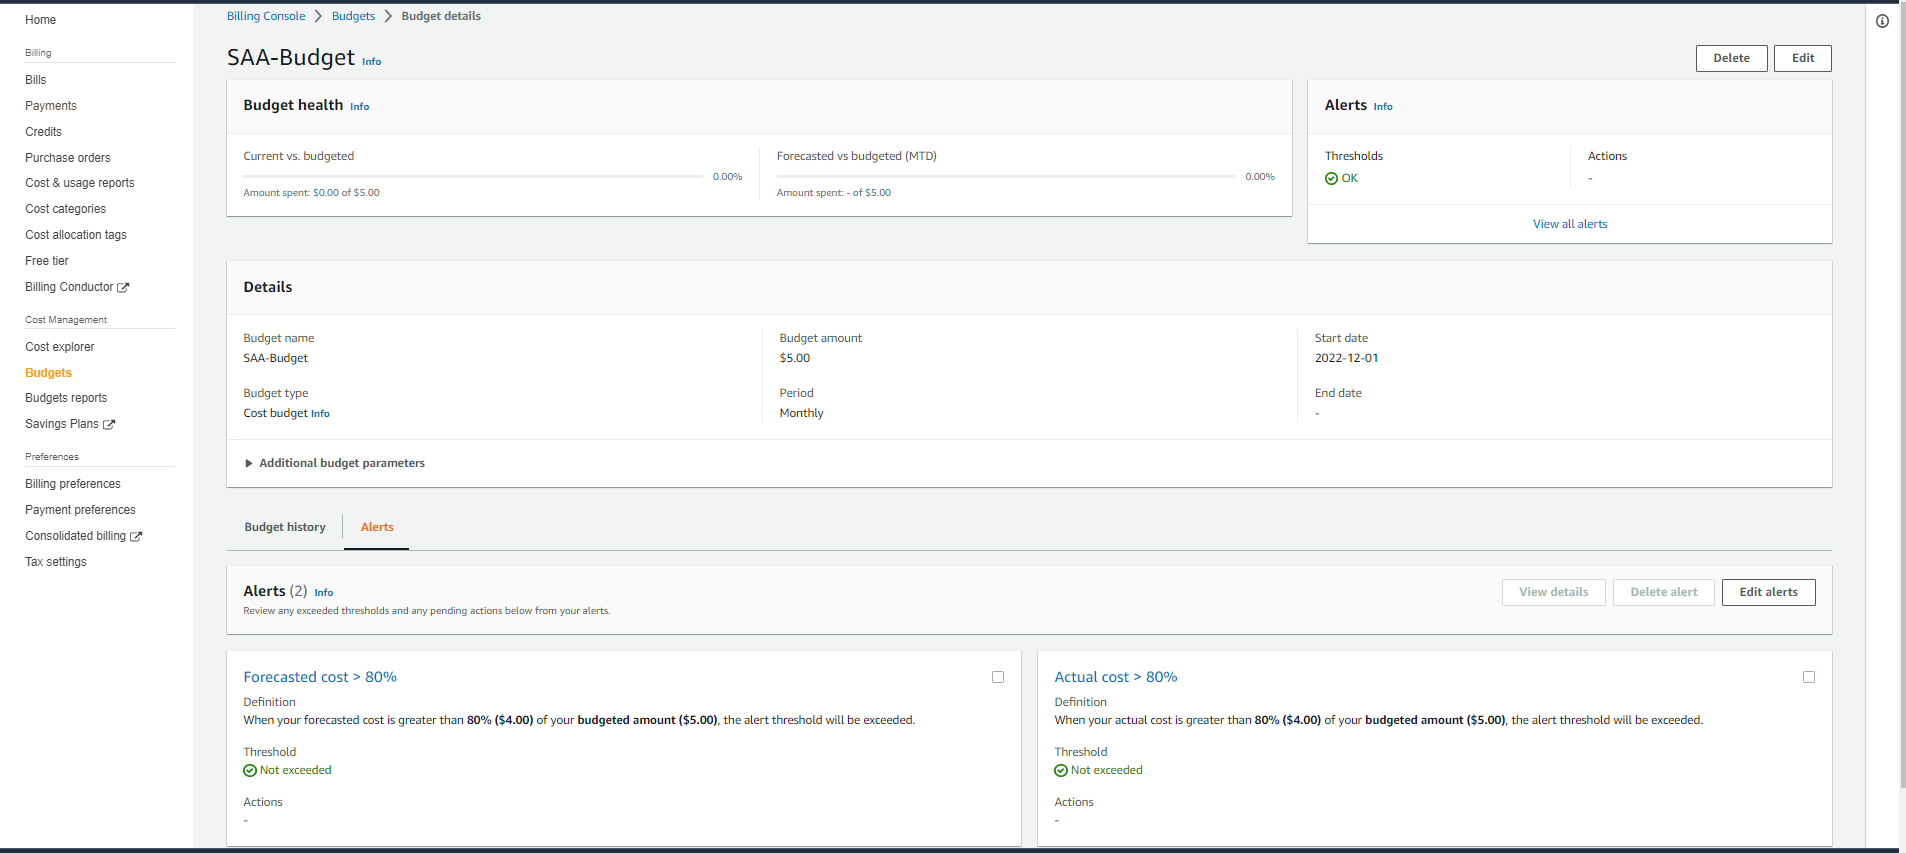 Home
Billing
Bills
Payments
Credits
Purchase orders
Cost & usage reports
Cost categories
Cost allocation tags
Free tier
Billing Conductor
Cost Management
Cost explorer
Budgets
Budgets reports
Savings Plans
Preferences
Billing preferences
Payment preferences
Consolidated billing
Tax settings
Billing Console > Budgets > Budget details
SAA-Budget Info
Delete Edit
Budget health Info
Current vs. budgeted
0.00%
Amount spent: $0.00 of $5.00
Forecasted vs budgeted (MTD)
0.00%
Amount spent: - of $5.00
Alerts Info
Thresholds
OK
Actions
-
View all alerts
Details
Budget name
SAA-Budget
Budget type
Cost budget Info
Budget amount
$5.00
Period
Monthly
Start date
2022-12-01
End date
-
Additional budget parameters
Budget history Alerts
Alerts (2) Info
Review any exceeded thresholds and any pending actions below from your alerts.
View details Delete alert Edit alerts
Forecasted cost > 80%
Definition
When your forecasted cost is greater than 80% ($4.00) of your budgeted amount ($5.00), the alert threshold will be exceeded.
Threshold
Not exceeded
Actions
-
Actual cost > 80%
Definition
When your actual cost is greater than 80% ($4.00) of your budgeted amount ($5.00), the alert threshold will be exceeded.
Threshold
Not exceeded
Actions
-